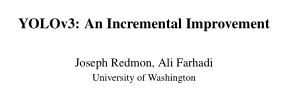 YOLOv3: An Incremental Improvement
Joseph Redmon, Ali Farhadi
University of Washington